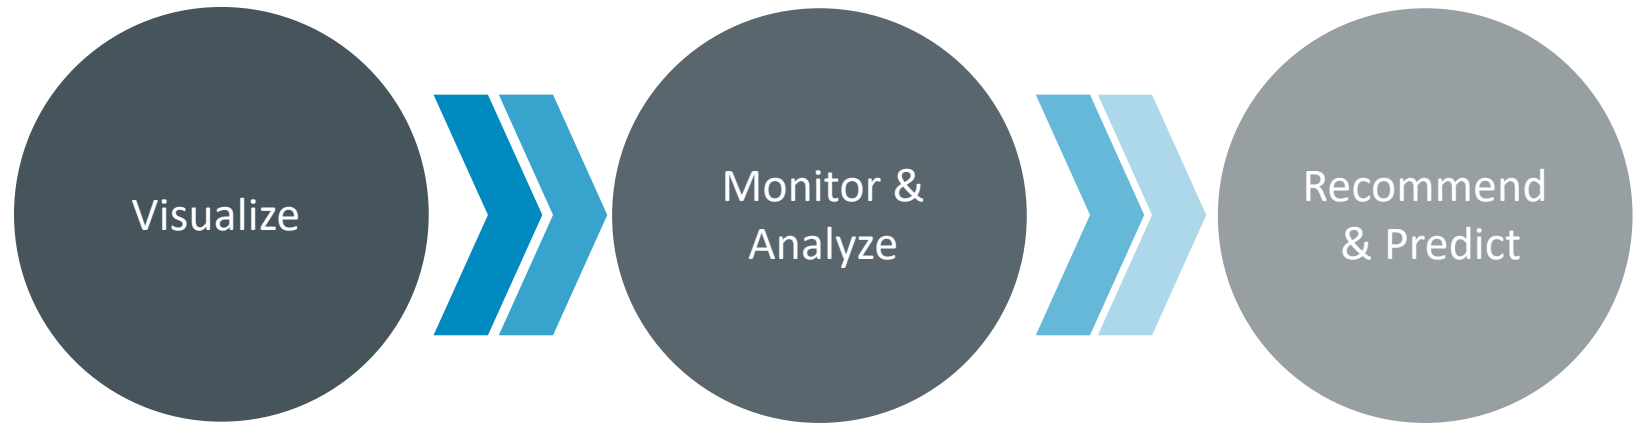 Visualize
Monitor &
Analyze
Recommend
& Predict